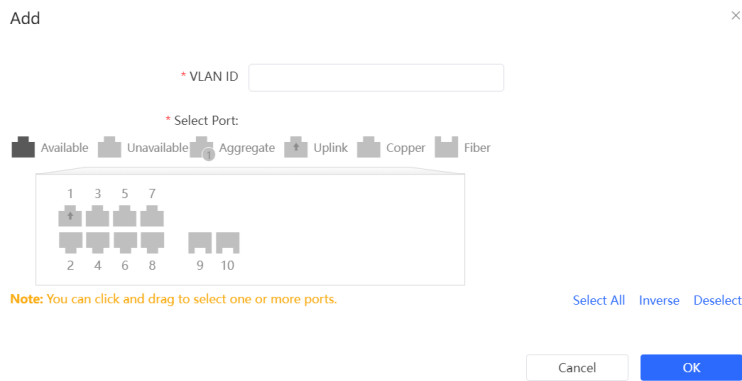 Add
* VLAN ID
* Select Port:
Available Unavailable 1 Aggregate Uplink Copper Fiber
1 3 5 7
2 4 6 8 9 10
Note: You can click and drag to select one or more ports.
Select All Inverse Deselect
Cancel OK